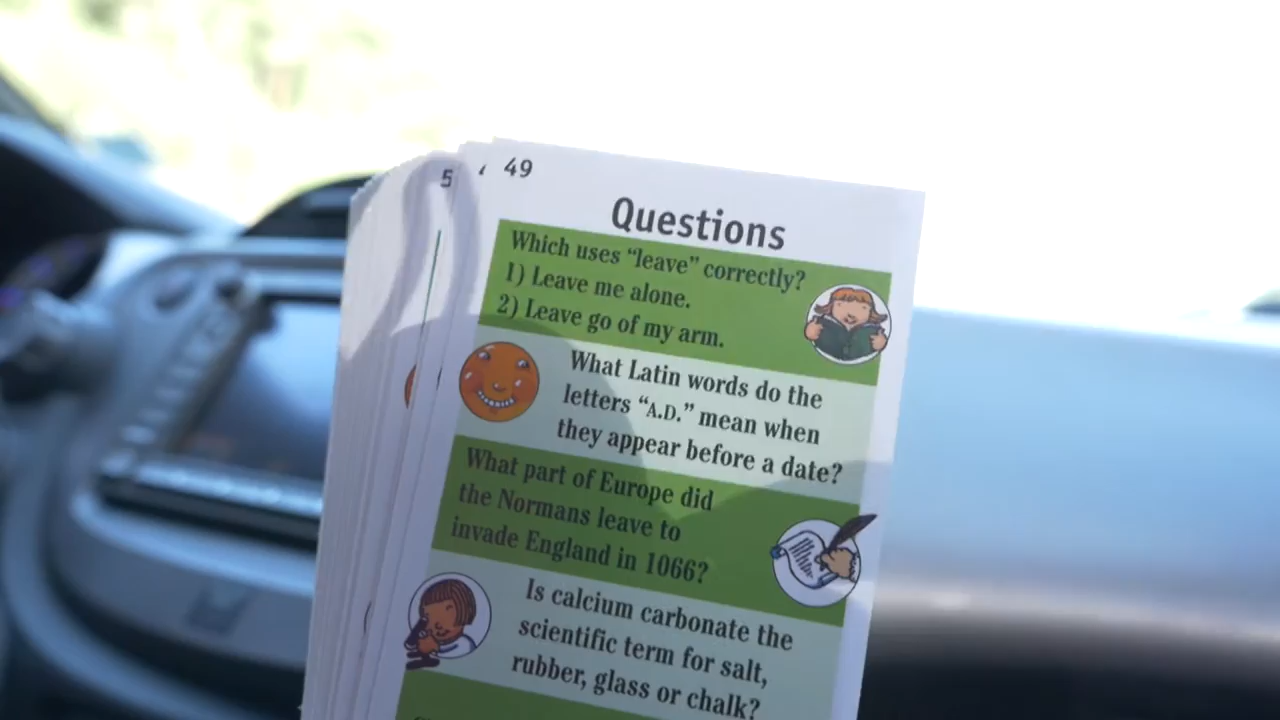 5
49
Questions
Which uses “leave” correctly?
1) Leave me alone.
2) Leave go of my arm.
What Latin words do the
letters “A.D.” mean when
they appear before a date?
What part of Europe did
the Normans leave to
invade England in 1066?
Is calcium carbonate the
scientific term for salt,
rubber, glass or chalk?